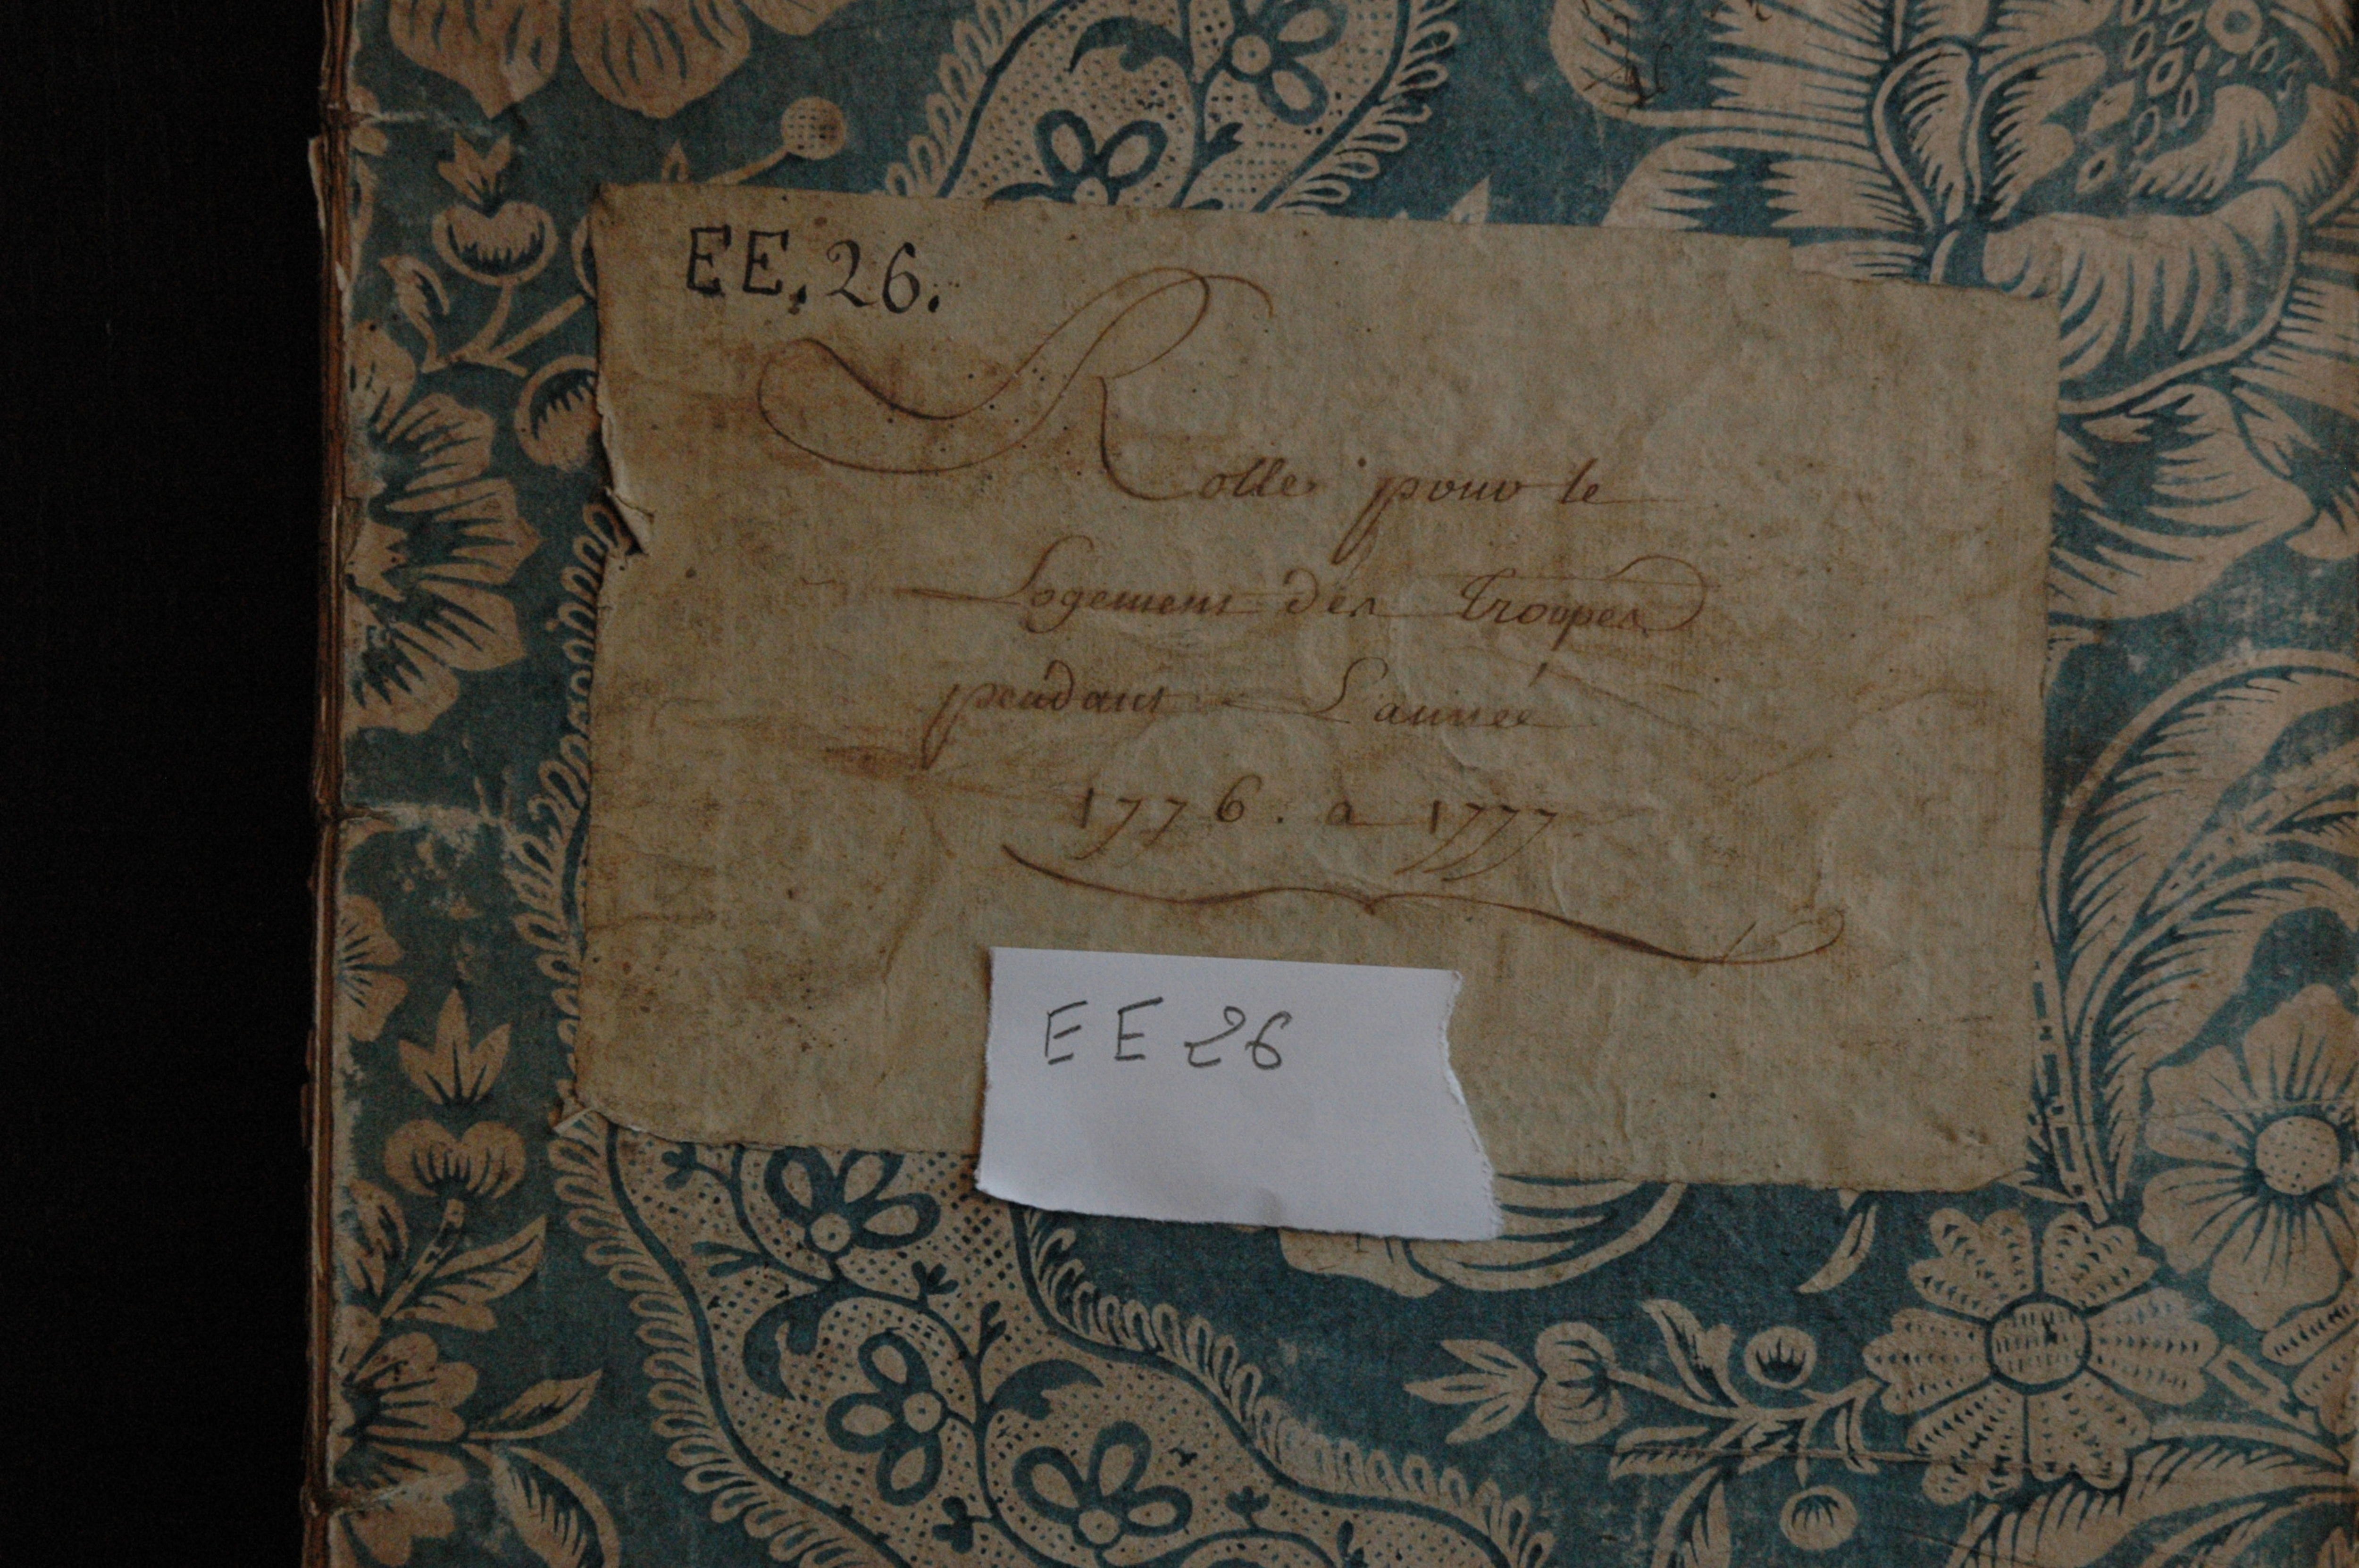 EE. 26.
Rolle pour le
Logement des Troupes
pendant L'année
1776. a 1777
EE 26